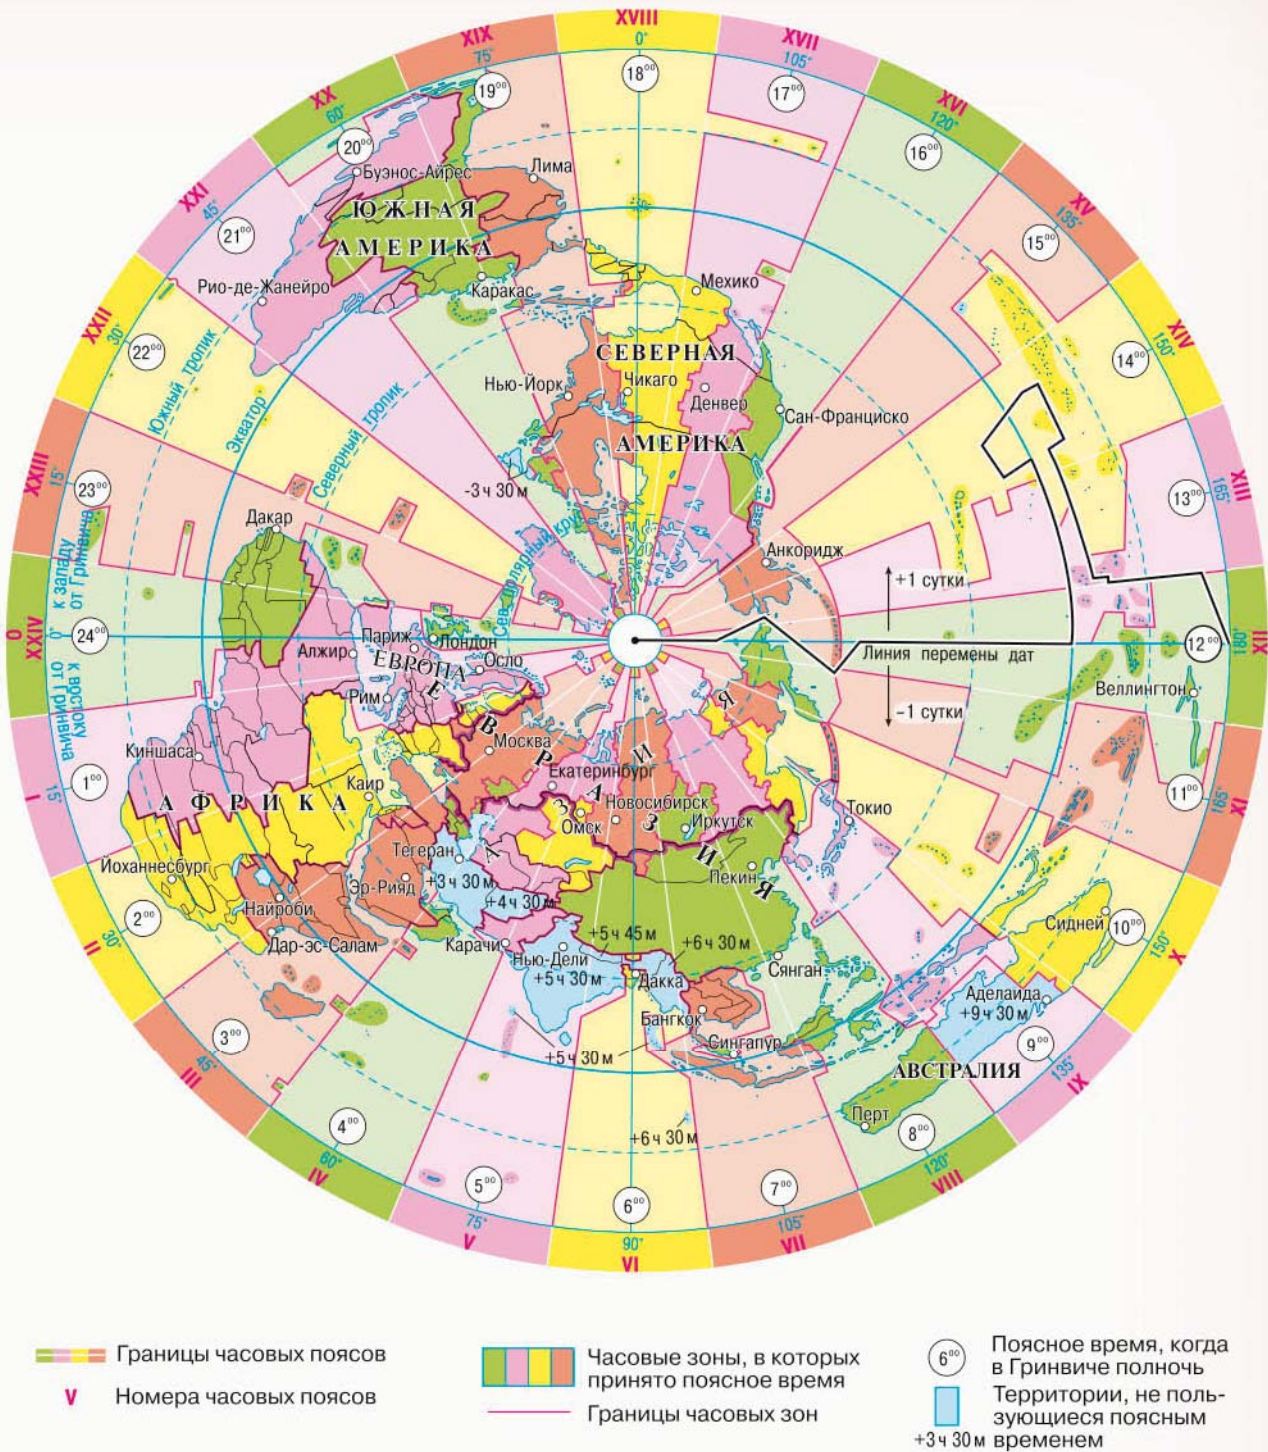 XVIII
0°
18⁰⁰
XVII
105°
17⁰⁰
XVI
120°
16⁰⁰
XV
135°
15⁰⁰
XIV
150°
14⁰⁰
XIII
165°
13⁰⁰
XII
180°
12⁰⁰
IX
165°
11⁰⁰
X
150°
10⁰⁰
IX
135°
9⁰⁰
VIII
120°
8⁰⁰
VII
105°
7⁰⁰
VI
90°
6⁰⁰
V
75°
5⁰⁰
IV
60°
4⁰⁰
III
45°
3⁰⁰
II
30°
2⁰⁰
I
15°
1⁰⁰
0
XXIV
0°
24⁰⁰
к западу
от Гринвича
к востоку
от Гринвича
XXIII
15°
23⁰⁰
XXII
30°
22⁰⁰
XXI
45°
21⁰⁰
XX
60°
20⁰⁰
XIX
75°
19⁰⁰
Южный тропик
Экватор
Северный тропик
Сев. полярный круг
Буэнос-Айрес
Лима
ЮЖНАЯ
АМЕРИКА
Рио-де-Жанейро
Каракас
Мехико
СЕВЕРНАЯ
АМЕРИКА
Нью-Йорк
Чикаго
Денвер
Сан-Франциско
-3 ч 30 м
Анкоридж
+1 сутки
Линия перемены дат
-1 сутки
Веллингтон
Дакар
Париж
Лондон
Алжир
ЕВРОПА
Осло
Рим
ЕВРАЗИЯ
Москва
Екатеринбург
АЗИЯ
Киншаса
АФРИКА
Каир
Новосибирск
Омск
Иркутск
Токио
Тегеран
+3 ч 30 м
Пекин
Йоханнесбург
Эр-Рияд
+4 ч 30 м
Найроби
Дар-эс-Салам
Карачи
+5 ч 45 м
+6 ч 30 м
Нью-Дели
+5 ч 30 м
Дакка
Сянган
Сидней
Аделаида
+9 ч 30 м
Бангкок
Сингапур
+5 ч 30 м
АВСТРАЛИЯ
Перт
+6 ч 30 м
Границы часовых поясов
V
Номера часовых поясов
Часовые зоны, в которых
принято поясное время
Границы часовых зон
6⁰⁰
Поясное время, когда
в Гринвиче полночь
Территории, не поль-
зующиеся поясным
+3 ч 30 м временем